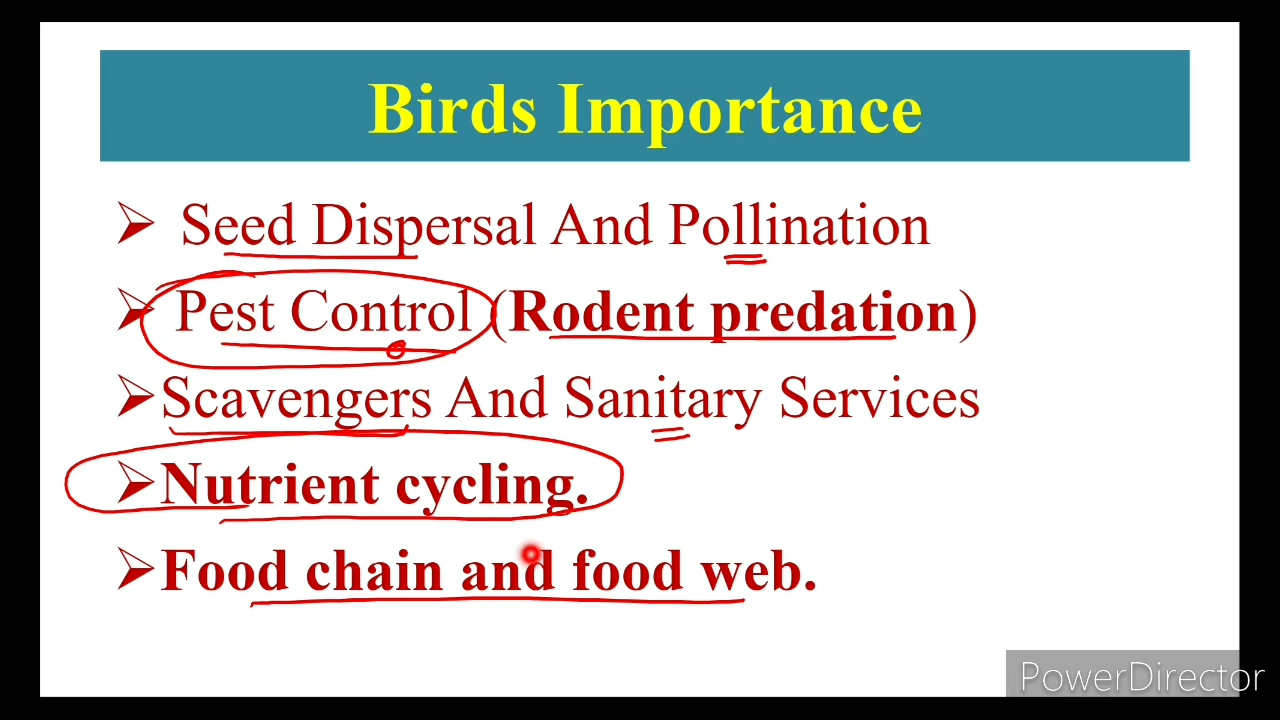 Birds Importance
➢ Seed Dispersal And Pollination
➢ Pest Control (Rodent predation)
➢Scavengers And Sanitary Services
➢Nutrient cycling.
➢Food chain and food web.
PowerDirector